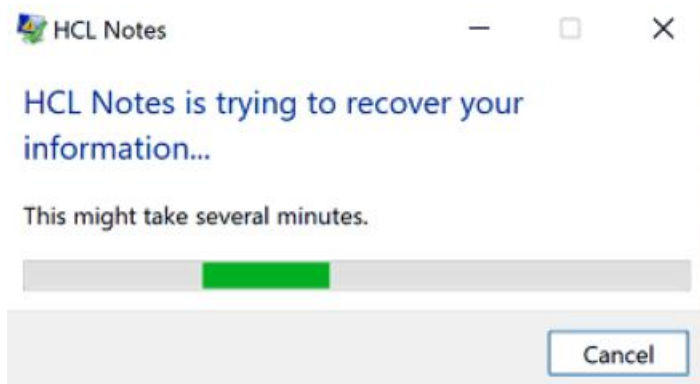 HCL Notes
HCL Notes is trying to recover your
information...
This might take several minutes.
Cancel